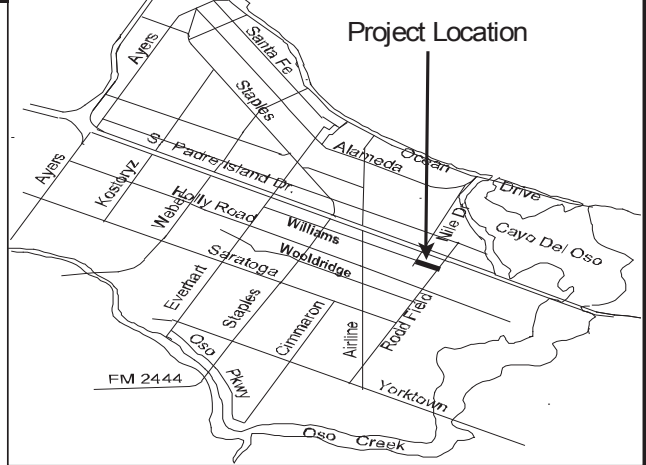 Project Location
Ayers
Santa Fe
Staples
S. Padre Island Dr.
Alameda
Ocean
Drive
Ayers
Kostoryz
Weber
Holly Road
Williams
Nile Dr.
Cayo Del Oso
Saratoga
Wooldridge
Everhart
Staples
Cimmaron
Airline
Rodd Field
Oso
Pkwy
FM 2444
Yorktown
Oso Creek